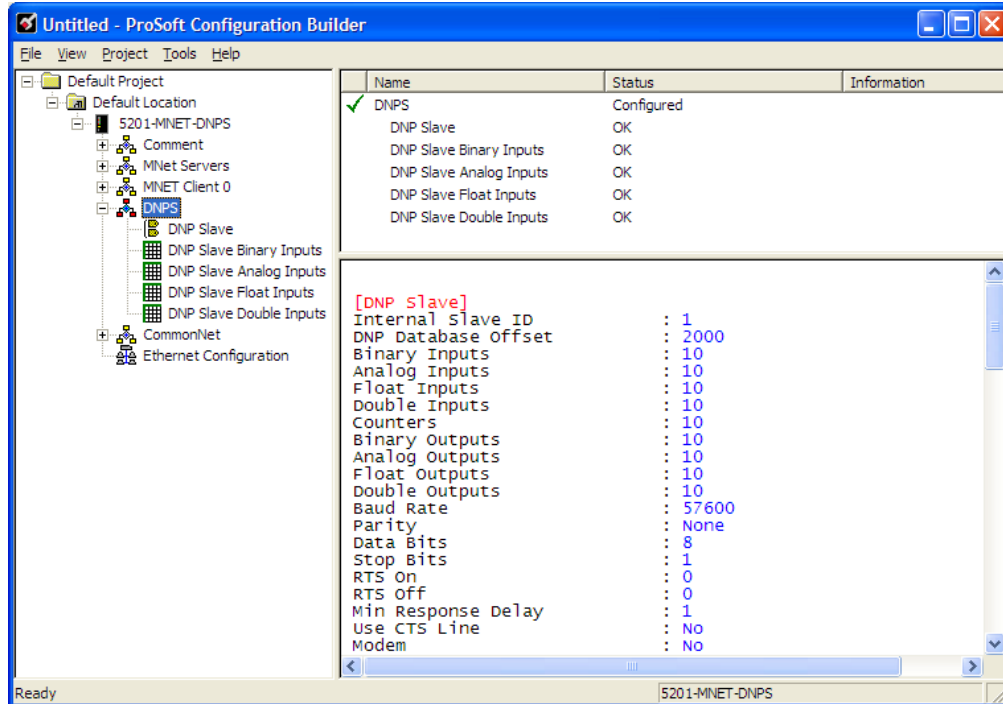 Untitled - ProSoft Configuration Builder
File View Project Tools Help
Default Project
Default Location
5201-MNET-DNPS
Comment
MNet Servers
MNET Client 0
DNPS
DNP Slave
DNP Slave Binary Inputs
DNP Slave Analog Inputs
DNP Slave Float Inputs
DNP Slave Double Inputs
CommonNet
Ethernet Configuration
Name Status Information
DNPS Configured
DNP Slave OK
DNP Slave Binary Inputs OK
DNP Slave Analog Inputs OK
DNP Slave Float Inputs OK
DNP Slave Double Inputs OK
[DNP Slave]
Internal Slave ID : 1
DNP Database Offset : 2000
Binary Inputs : 10
Analog Inputs : 10
Float Inputs : 10
Double Inputs : 10
Counters : 10
Binary Outputs : 10
Analog Outputs : 10
Float Outputs : 10
Double Outputs : 10
Baud Rate : 57600
Parity : None
Data Bits : 8
Stop Bits : 1
RTS On : 0
RTS Off : 0
Min Response Delay : 1
Use CTS Line : No
Modem : No
Ready 5201-MNET-DNPS